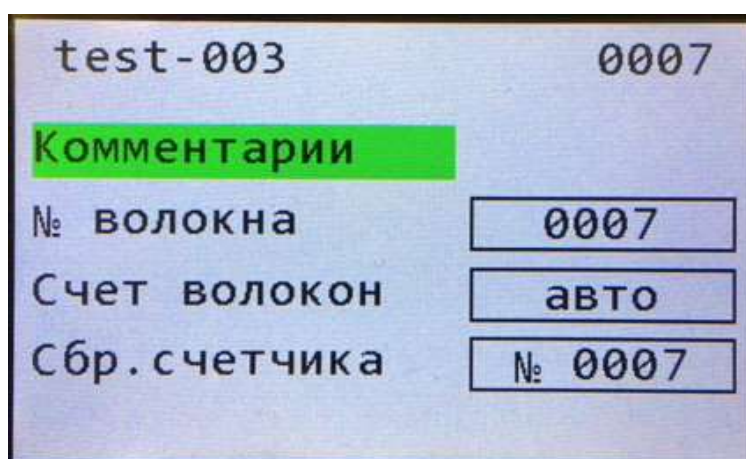 test-003 0007
Комментарии
№ волокна 0007
Счет волокон авто
Сбр.счетчика № 0007